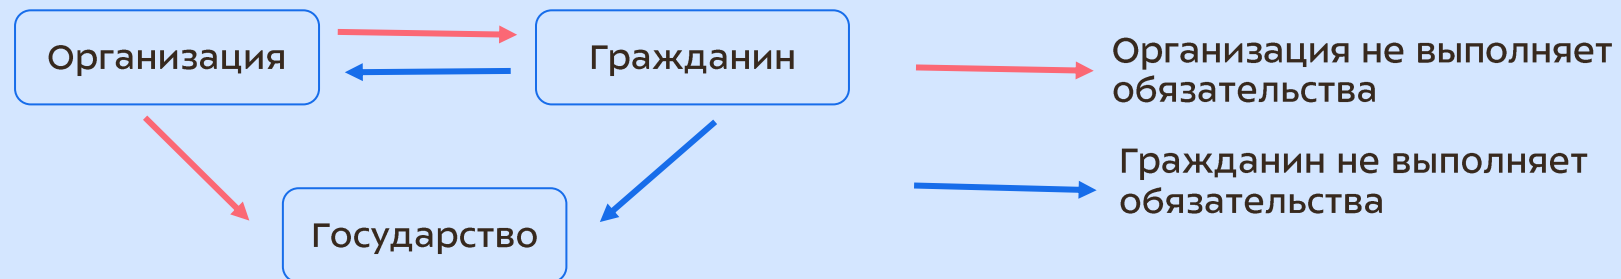 Организация
Гражданин
Государство
Организация не выполняет
обязательства
Гражданин не выполняет
обязательства